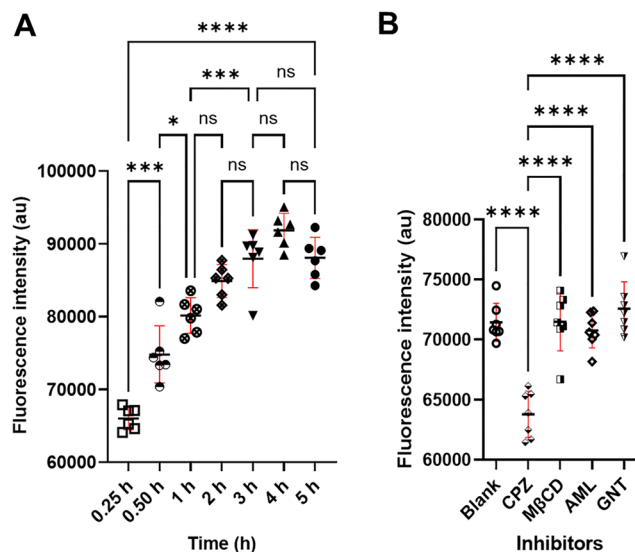 A
****
*** ns
* ns ns
*** ns ns
Fluorescence intensity (au)
100000
90000
80000
70000
60000
0.25 h 0.50 h 1 h 2 h 3 h 4 h 5 h
Time (h)
B
****
****
****
****
Fluorescence intensity (au)
80000
75000
70000
65000
60000
Blank CPZ MβCD AML GNT
Inhibitors